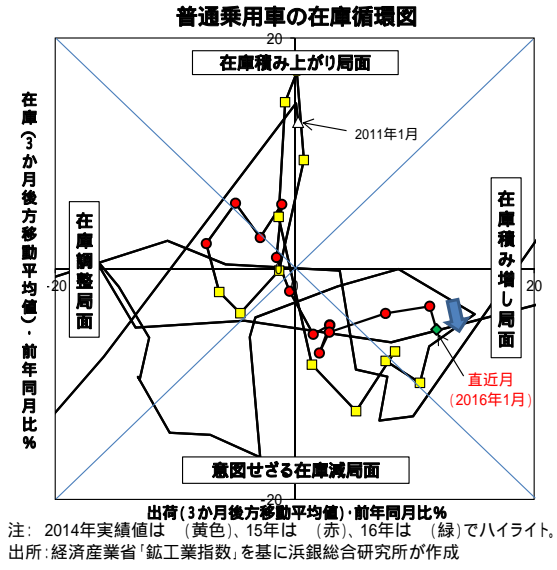 普通乗用車の在庫循環図
20
在庫積み上がり局面
2011年1月
在庫(3か月後方移動平均値)・前年同月比%
在庫調整局面
在庫積み増し局面
-20
0
20
直近月
(2016年1月)
意図せざる在庫減局面
-20
出荷(3か月後方移動平均値)・前年同月比%
注: 2014年実績値は　(黄色)、15年は　(赤)、16年は　(緑)でハイライト。
出所:経済産業省「鉱工業指数」を基に浜銀総合研究所が作成